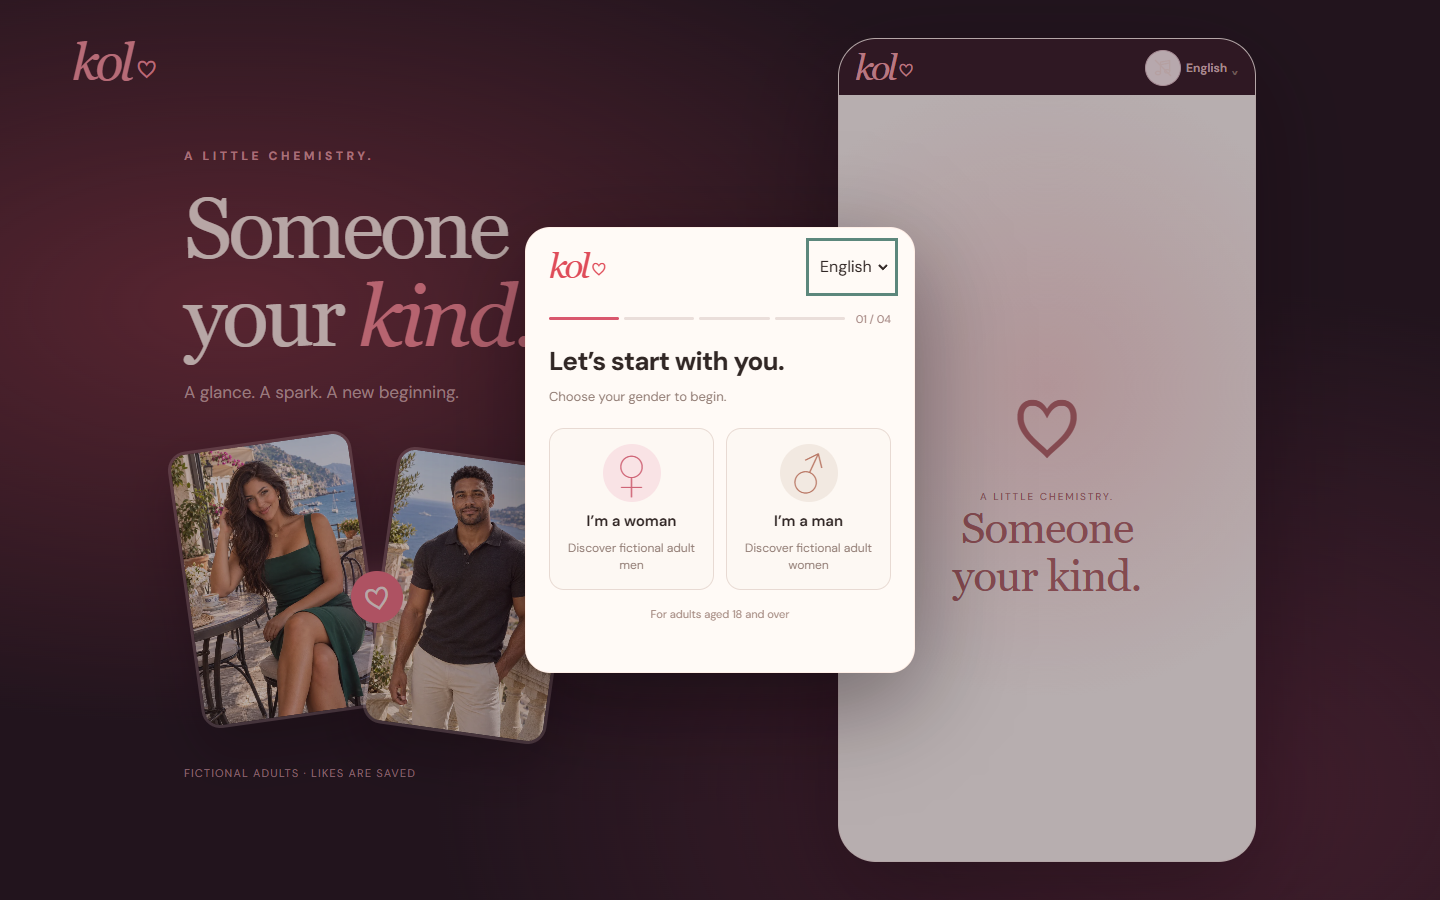 kol
A LITTLE CHEMISTRY.
Someone
your kind.
A glance. A spark. A new beginning.
FICTIONAL ADULTS · LIKES ARE SAVED
kol
English
01 / 04
Let’s start with you.
Choose your gender to begin.
I’m a woman
Discover fictional adult
men
I’m a man
Discover fictional adult
women
For adults aged 18 and over
kol
English
A LITTLE CHEMISTRY.
Someone
your kind.